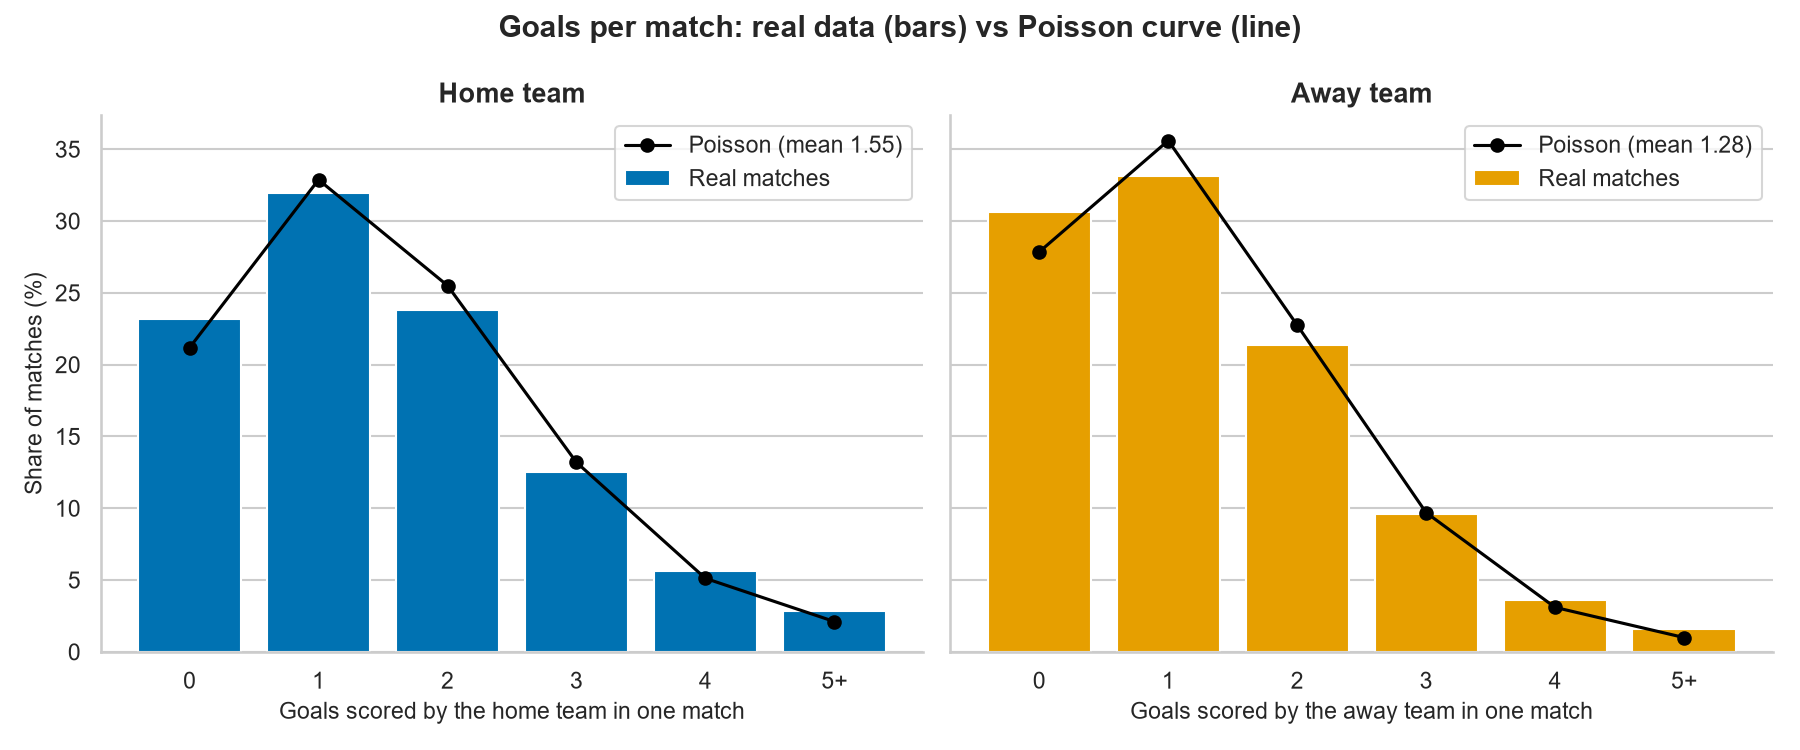 Goals per match: real data (bars) vs Poisson curve (line)
Home team
Poisson (mean 1.55)
Real matches
Share of matches (%)
35
30
25
20
15
10
5
0
0 1 2 3 4 5+
Goals scored by the home team in one match
Away team
Poisson (mean 1.28)
Real matches
0 1 2 3 4 5+
Goals scored by the away team in one match